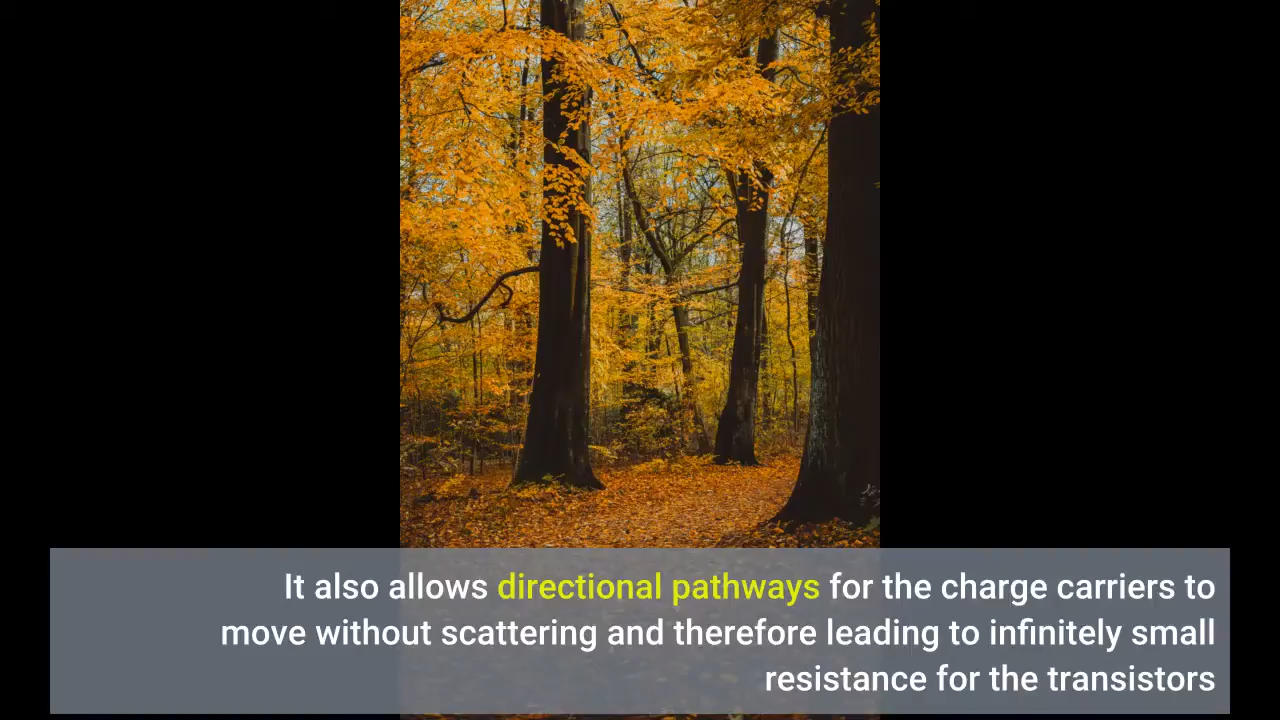 It also allows directional pathways for the charge carriers to
move without scattering and therefore leading to infinitely small
resistance for the transistors